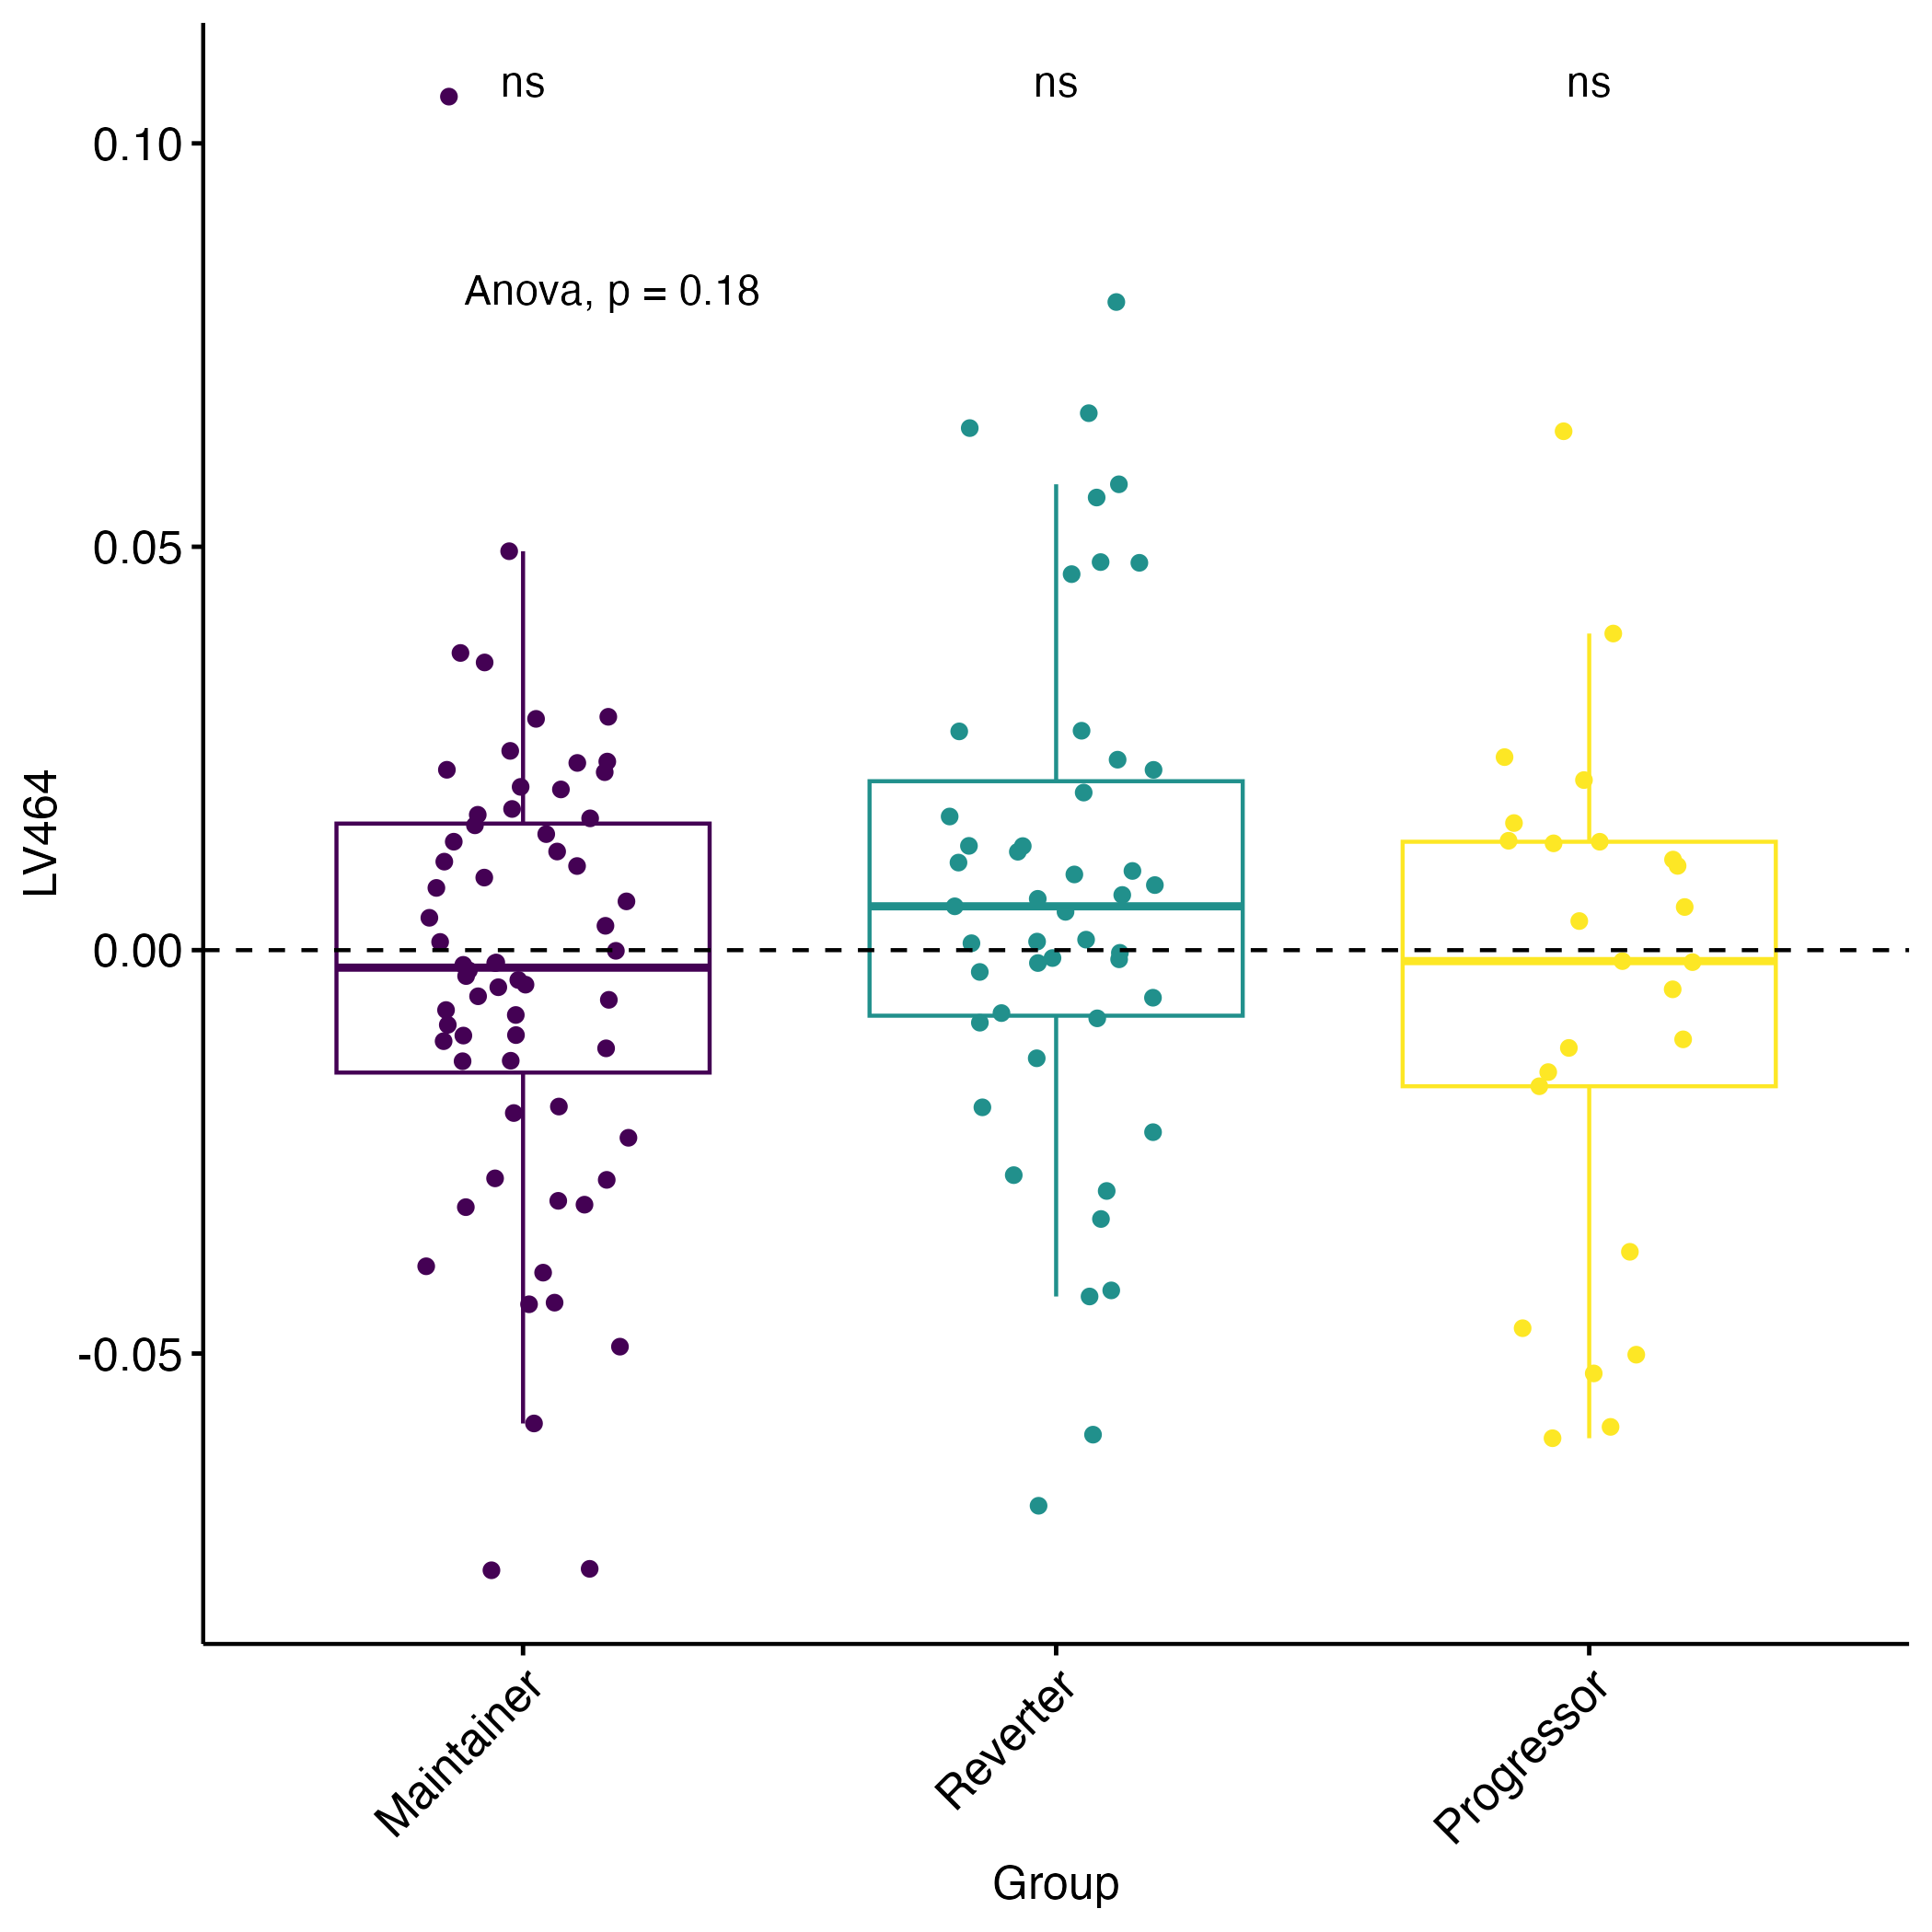 ns ns ns
Anova, p = 0.18
0.10
0.05
0.00
-0.05
LV464
Maintainer
Reverter
Progressor
Group